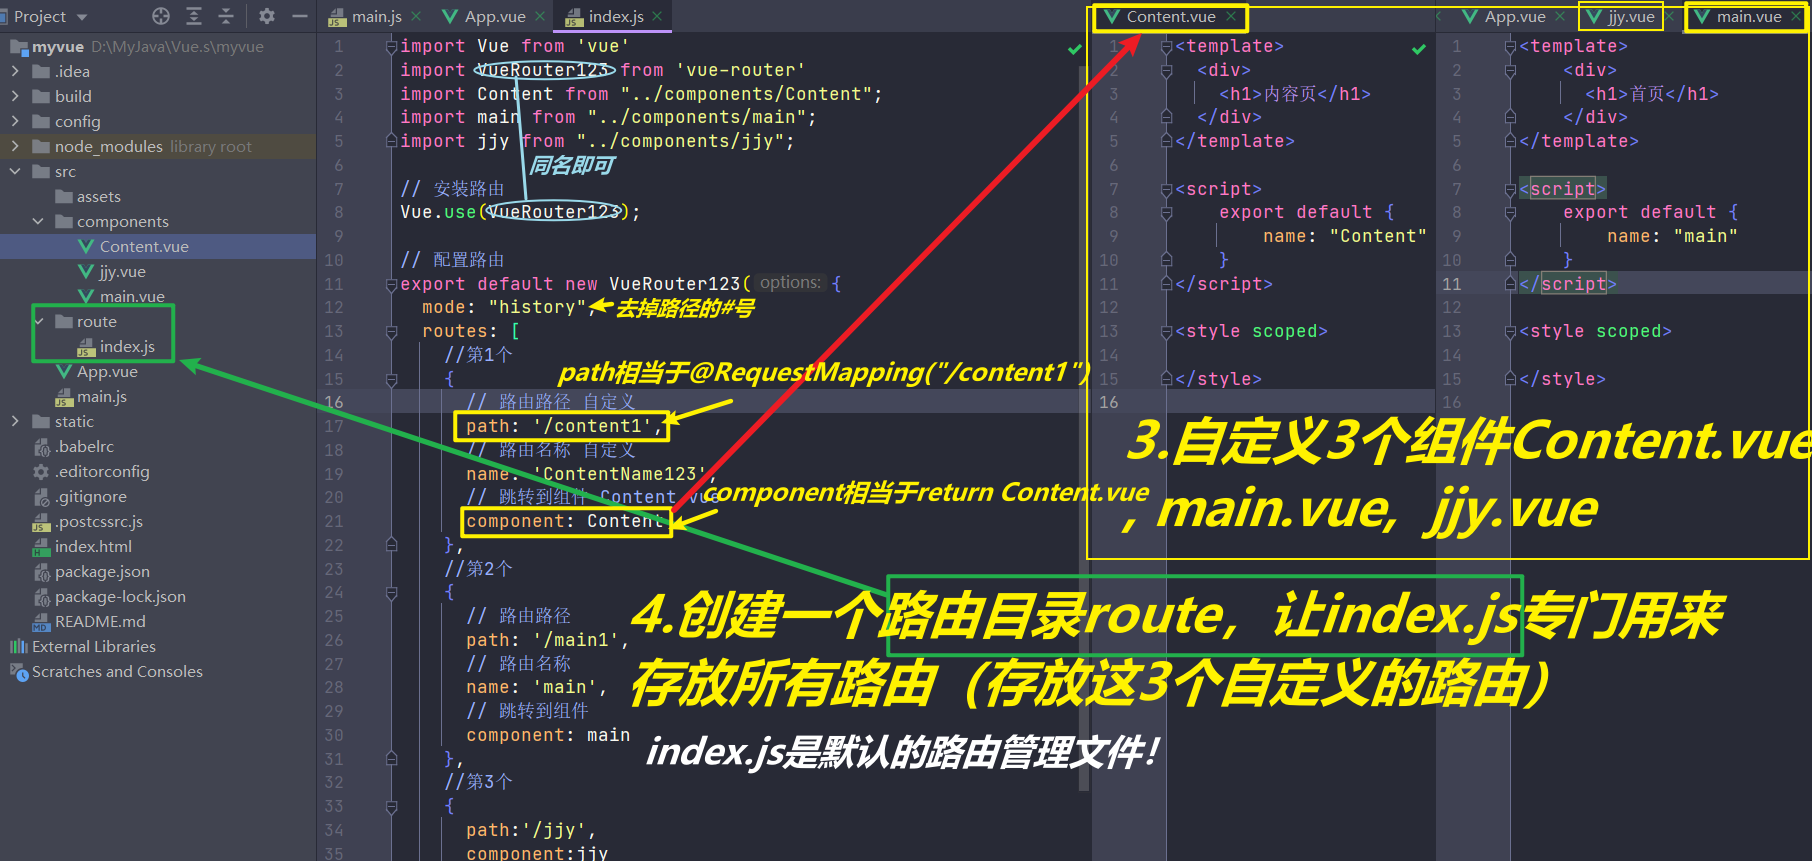 Project
main.js
App.vue
index.js
Content.vue
App.vue
jjy.vue
main.vue
myvue D:\MyJava\Vue.s\myvue
.idea
build
config
node_modules library root
src
assets
components
Content.vue
jjy.vue
main.vue
route
index.js
App.vue
main.js
static
.babelrc
.editorconfig
.gitignore
.postcssrc.js
index.html
package.json
package-lock.json
README.md
External Libraries
Scratches and Consoles
1 import Vue from 'vue'
2 import VueRouter123 from 'vue-router'
3 import Content from "../components/Content";
4 import main from "../components/main";
5 import jjy from "../components/jjy";
6
同名即可
7 // 安装路由
8 Vue.use(VueRouter123);
9
10 // 配置路由
11 export default new VueRouter123( options: {
12 mode: "history",
去掉路径的#号
13 routes: [
14 //第1个
15 {
path相当于@RequestMapping("/content1")
16 // 路由路径 自定义
17 path: '/content1',
18 // 路由名称 自定义
19 name: 'ContentName123',
20 // 跳转到组件 Content.vue
component相当于return Content.vue
21 component: Content
22 },
23 //第2个
24 {
25 // 路由路径
26 path: '/main1',
27 // 路由名称
28 name: 'main',
29 // 跳转到组件
30 component: main
31 },
32 //第3个
33 {
34 path:'/jjy',
35 component:jjy
1 <template>
2 <div>
3 <h1>内容页</h1>
4 </div>
5 </template>
6
7 <script>
8 export default {
9 name: "Content"
10 }
11 </script>
12
13 <style scoped>
14
15 </style>
16
1 <template>
2 <div>
3 <h1>首页</h1>
4 </div>
5 </template>
6
7 <script>
8 export default {
9 name: "main"
10 }
11 </script>
12
13 <style scoped>
14
15 </style>
16
3.自定义3个组件Content.vue
, main.vue, jjy.vue
4.创建一个路由目录route，让index.js专门用来
存放所有路由（存放这3个自定义的路由）
index.js是默认的路由管理文件！